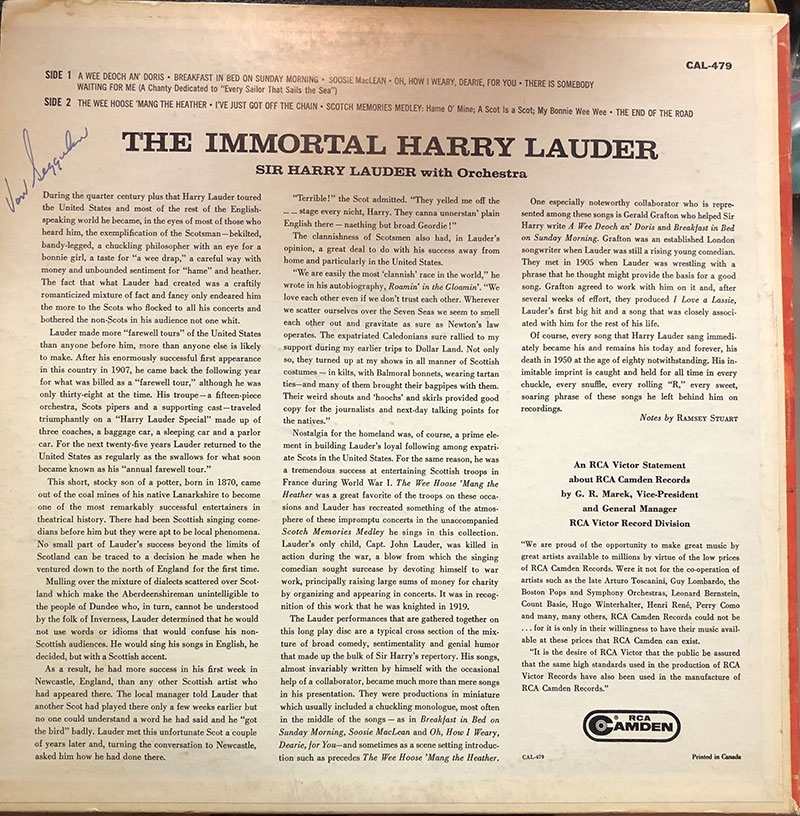 CAL-479
SIDE 1 A WEE DEOCH AN' DORIS • BREAKFAST IN BED ON SUNDAY MORNING • SOOSIE MacLEAN • OH, HOW I WEARY, DEARIE, FOR YOU • THERE IS SOMEBODY
WAITING FOR ME (A Chanty Dedicated to "Every Sailor That Sails the Sea")
SIDE 2 THE WEE HOOSE 'MANG THE HEATHER • I'VE JUST GOT OFF THE CHAIN • SCOTCH MEMORIES MEDLEY: Hame O' Mine; A Scot Is a Scot; My Bonnie Wee Wee • THE END OF THE ROAD
THE IMMORTAL HARRY LAUDER
SIR HARRY LAUDER with Orchestra
During the quarter century plus that Harry Lauder toured
the United States and most of the rest of the English-
speaking world he became, in the eyes of most of those who
heard him, the exemplification of the Scotsman—bekilted,
bandy-legged, a chuckling philosopher with an eye for a
bonnie girl, a taste for "a wee drap," a careful way with
money and unbounded sentiment for "hame" and heather.
The fact that what Lauder had created was a craftily
romanticized mixture of fact and fancy only endeared him
the more to the Scots who flocked to all his concerts and
bothered the non-Scots in his audience not one whit.
Lauder made more "farewell tours" of the United States
than anyone before him, more than anyone else is likely
to make. After his enormously successful first appearance
in this country in 1907, he came back the following year
for what was billed as a "farewell tour," although he was
only thirty-eight at the time. His troupe—a fifteen-piece
orchestra, Scots pipers and a supporting cast—traveled
triumphantly on a "Harry Lauder Special" made up of
three coaches, a baggage car, a sleeping car and a parlor
car. For the next twenty-five years Lauder returned to the
United States as regularly as the swallows for what soon
became known as his "annual farewell tour."
This short, stocky son of a potter, born in 1870, came
out of the coal mines of his native Lanarkshire to become
one of the most remarkably successful entertainers in
theatrical history. There had been Scottish singing come-
dians before him but they were apt to be local phenomena.
No small part of Lauder's success beyond the limits of
Scotland can be traced to a decision he made when he
ventured down to the north of England for the first time.
Mulling over the mixture of dialects scattered over Scot-
land which make the Aberdeenshireman unintelligible to
the people of Dundee who, in turn, cannot be understood
by the folk of Inverness, Lauder determined that he would
not use words or idioms that would confuse his non-
Scottish audiences. He would sing his songs in English, he
decided, but with a Scottish accent.
As a result, he had more success in his first week in
Newcastle, England, than any other Scottish artist who
had appeared there. The local manager told Lauder that
another Scot had played there only a few weeks earlier but
no one could understand a word he had said and he "got
the bird" badly. Lauder met this unfortunate Scot a couple
of years later and, turning the conversation to Newcastle,
asked him how he had done there.
"Terrible!" the Scot admitted. "They yelled me off the
— — stage every nicht, Harry. They canna unnerstan' plain
English there — naething but broad Geordie!"
The clannishness of Scotsmen also had, in Lauder's
opinion, a great deal to do with his success away from
home and particularly in the United States.
"We are easily the most 'clannish' race in the world," he
wrote in his autobiography, Roamin' in the Gloamin'. "We
love each other even if we don't trust each other. Wherever
we scatter ourselves over the Seven Seas we seem to smell
each other out and gravitate as sure as Newton's law
operates. The expatriated Caledonians sure rallied to my
support during my earlier trips to Dollar Land. Not only
so, they turned up at my shows in all manner of Scottish
costumes — in kilts, with Balmoral bonnets, wearing tartan
ties—and many of them brought their bagpipes with them.
Their weird shouts and 'hoochs' and skirls provided good
copy for the journalists and next-day talking points for
the natives."
Nostalgia for the homeland was, of course, a prime ele-
ment in building Lauder's loyal following among expatri-
ate Scots in the United States. For the same reason, he was
a tremendous success at entertaining Scottish troops in
France during World War I. The Wee Hoose 'Mang the
Heather was a great favorite of the troops on these occa-
sions and Lauder has recreated something of the atmos-
phere of these impromptu concerts in the unaccompanied
Scotch Memories Medley he sings in this collection.
Lauder's only child, Capt. John Lauder, was killed in
action during the war, a blow from which the singing
comedian sought surcease by devoting himself to war
work, principally raising large sums of money for charity
by organizing and appearing in concerts. It was in recog-
nition of this work that he was knighted in 1919.
The Lauder performances that are gathered together on
this long play disc are a typical cross section of the mix-
ture of broad comedy, sentimentality and genial humor
that made up the bulk of Sir Harry's repertory. His songs,
almost invariably written by himself with the occasional
help of a collaborator, became much more than mere songs
in his presentation. They were productions in miniature
which usually included a chuckling monologue, most often
in the middle of the songs — as in Breakfast in Bed on
Sunday Morning, Soosie MacLean and Oh, How I Weary,
Dearie, for You—and sometimes as a scene setting introduc-
tion such as precedes The Wee Hoose 'Mang the Heather.
One especially noteworthy collaborator who is repre-
sented among these songs is Gerald Grafton who helped Sir
Harry write A Wee Deoch an' Doris and Breakfast in Bed
on Sunday Morning. Grafton was an established London
songwriter when Lauder was still a rising young comedian.
They met in 1905 when Lauder was wrestling with a
phrase that he thought might provide the basis for a good
song. Grafton agreed to work with him on it and, after
several weeks of effort, they produced I Love a Lassie,
Lauder's first big hit and a song that was closely associ-
ated with him for the rest of his life.
Of course, every song that Harry Lauder sang immedi-
ately became his and remains his today and forever, his
death in 1950 at the age of eighty notwithstanding. His in-
imitable imprint is caught and held for all time in every
chuckle, every snuffle, every rolling "R," every sweet,
soaring phrase of these songs he left behind him on
recordings.
Notes by RAMSEY STUART
An RCA Victor Statement
about RCA Camden Records
by G. R. Marek, Vice-President
and General Manager
RCA Victor Record Division
"We are proud of the opportunity to make great music by
great artists available to millions by virtue of the low prices
of RCA Camden Records. Were it not for the co-operation of
artists such as the late Arturo Toscanini, Guy Lombardo, the
Boston Pops and Symphony Orchestras, Leonard Bernstein,
Count Basie, Hugo Winterhalter, Henri René, Perry Como
and many, many others, RCA Camden Records could not be
. . . for it is only in their willingness to have their music avail-
able at these prices that RCA Camden can exist.
"It is the desire of RCA Victor that the public be assured
that the same high standards used in the production of RCA
Victor Records have also been used in the manufacture of
RCA Camden Records."
RCA
CAMDEN
CAL-479
Printed in Canada